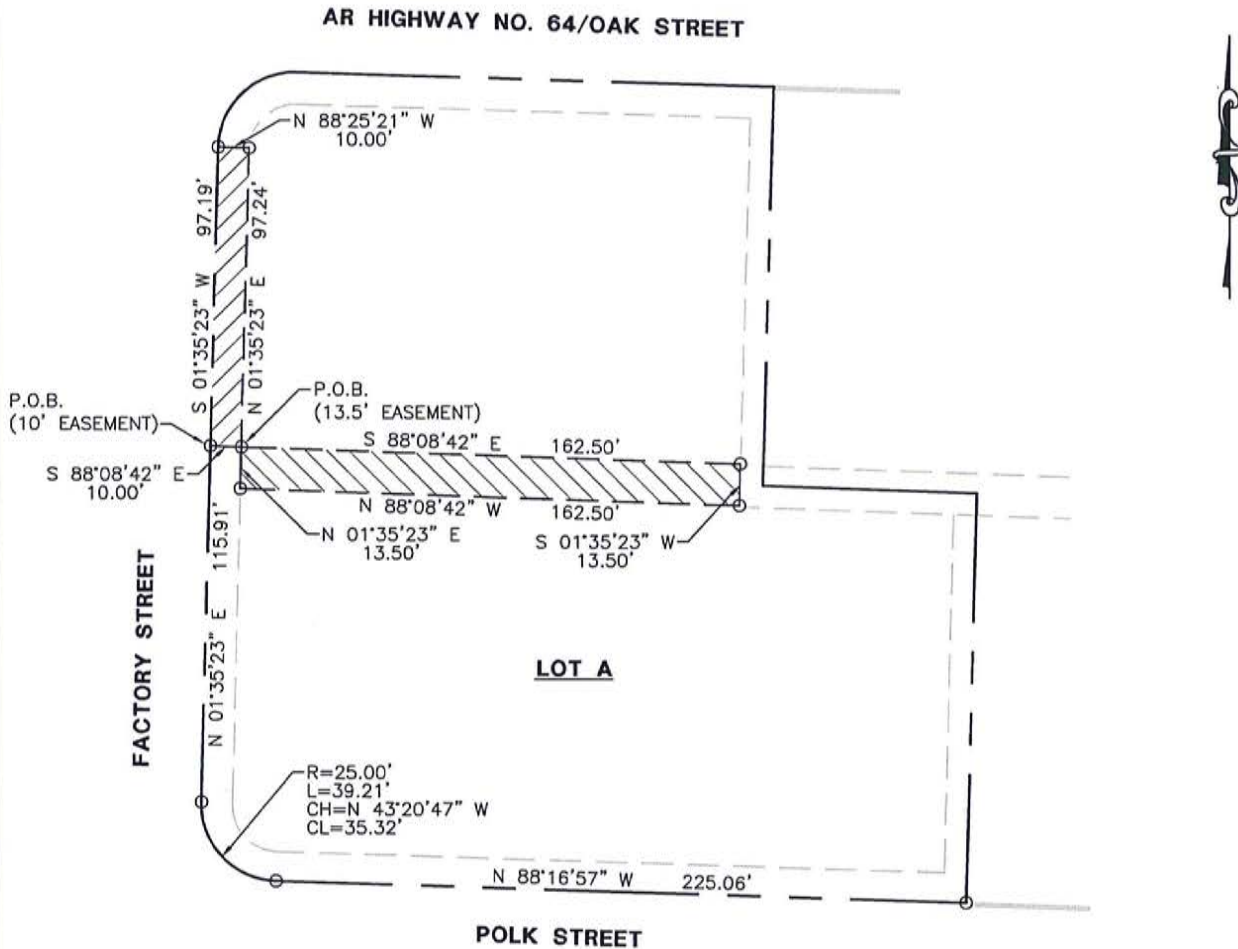 AR HIGHWAY NO. 64/OAK STREET
N 88°25'21" W
10.00'
97.19'
S 01°35'23" W
97.24'
N 01°35'23" E
P.O.B.
(10' EASEMENT)
P.O.B.
(13.5' EASEMENT)
S 88°08'42" E
162.50'
S 88°08'42" E
10.00'
N 88°08'42" W
162.50'
N 01°35'23" E
13.50'
S 01°35'23" W
13.50'
115.91'
N 01°35'23" E
FACTORY STREET
LOT A
R=25.00'
L=39.21'
CH=N 43°20'47" W
CL=35.32'
N 88°16'57" W
225.06'
POLK STREET